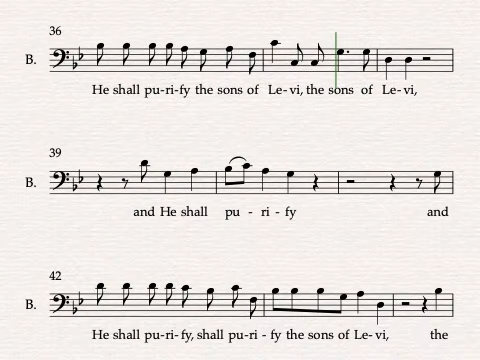 36
B.
He shall pu-ri-fy the sons of Le-vi, the sons of Le-vi,
39
B.
and He shall pu - ri - fy and
42
B.
He shall pu-ri-fy, shall pu-ri - fy the sons of Le-vi, the